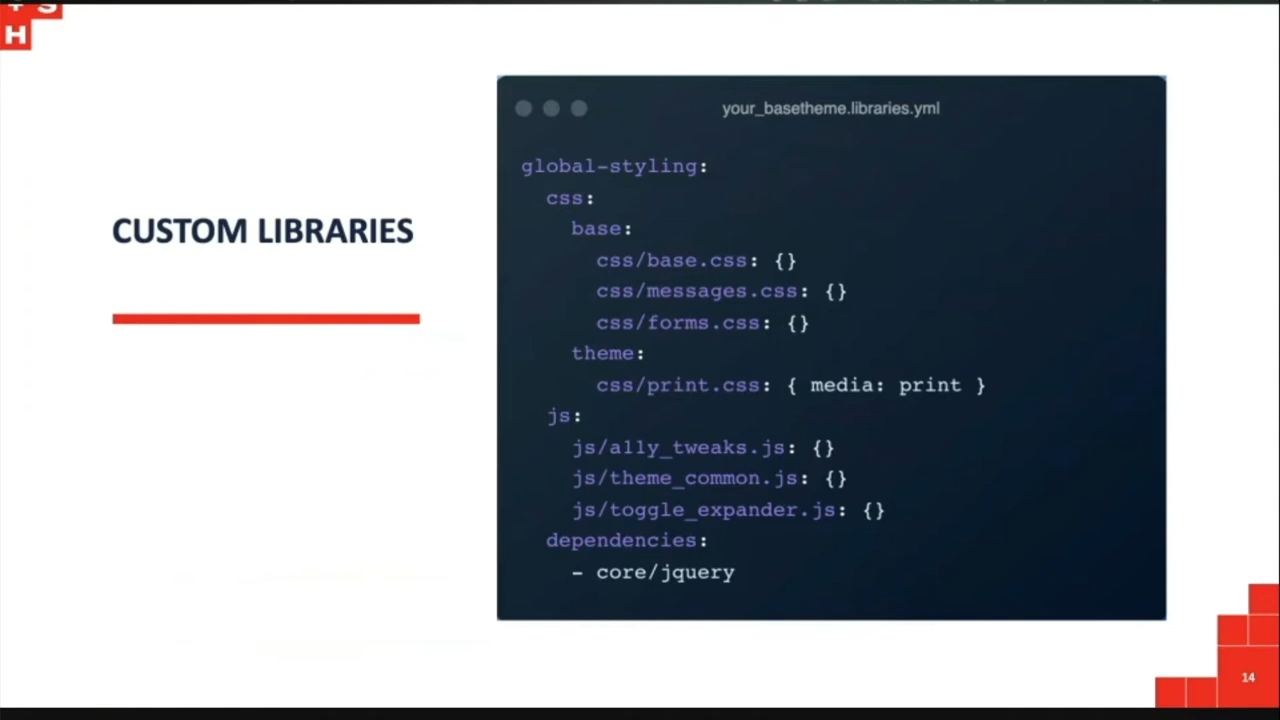 + S
H
CUSTOM LIBRARIES
your_basetheme.libraries.yml
global-styling:
  css:
    base:
      css/base.css: {}
      css/messages.css: {}
      css/forms.css: {}
    theme:
      css/print.css: { media: print }
  js:
    js/a11y_tweaks.js: {}
    js/theme_common.js: {}
    js/toggle_expander.js: {}
  dependencies:
    - core/jquery
14